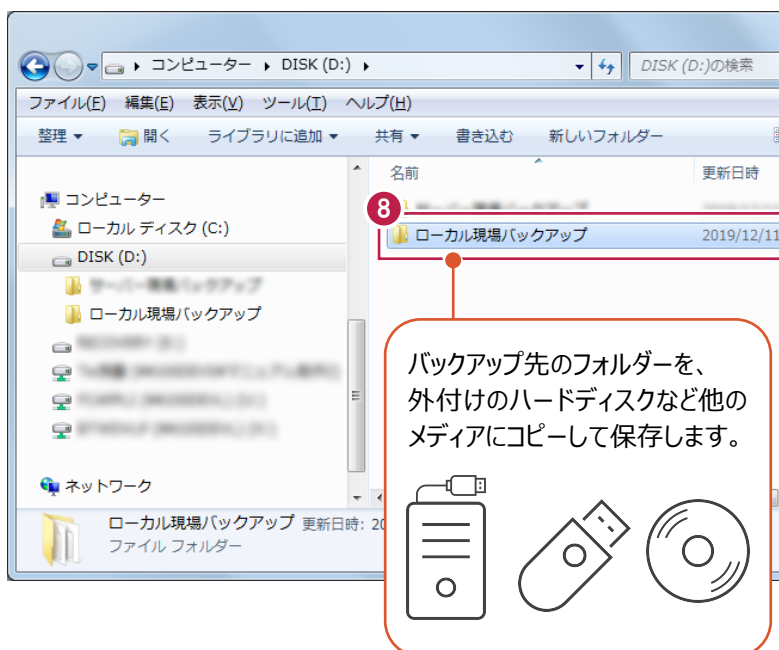 コンピューター ▸ DISK (D:) ▸
DISK (D:)の検索
ファイル(F) 編集(E) 表示(V) ツール(T) ヘルプ(H)
整理 開く ライブラリに追加 共有 書き込む 新しいフォルダー
名前 更新日時
コンピューター
8
ローカル ディスク (C:)
ローカル現場バックアップ 2019/12/11
DISK (D:)
ローカル現場バックアップ
バックアップ先のフォルダーを、
外付けのハードディスクなど他の
メディアにコピーして保存します。
ネットワーク
ローカル現場バックアップ 更新日時: 20
ファイル フォルダー